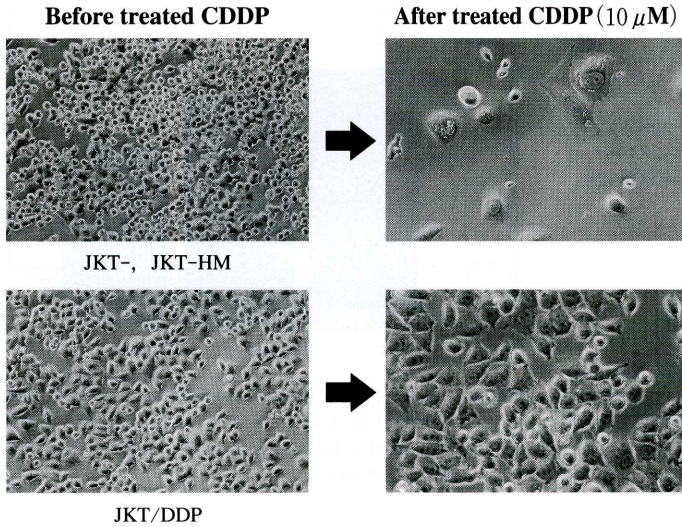 Before treated CDDP
After treated CDDP (10 μM)
JKT-, JKT-HM
JKT/DDP